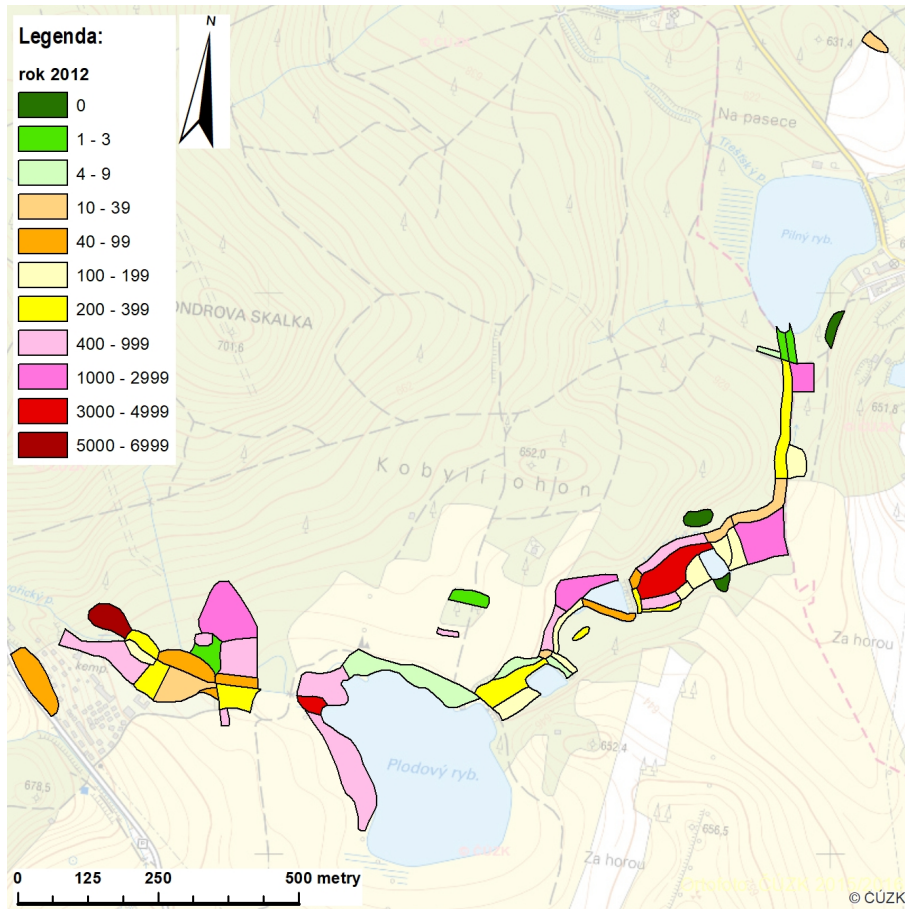 Legenda:
rok 2012
0
1 - 3
4 - 9
10 - 39
40 - 99
100 - 199
200 - 399
400 - 999
1000 - 2999
3000 - 4999
5000 - 6999
N
631,4
Na pasece
Třešťský p.
Pilný ryb.
ONDROVA SKALKA
701,6
651,8
652,0
Kobylí ohon
Za horou
kemp
Plodový ryb.
652,4
678,5
656,5
Za horou
0 125 250 500 metry
© ČÚZK